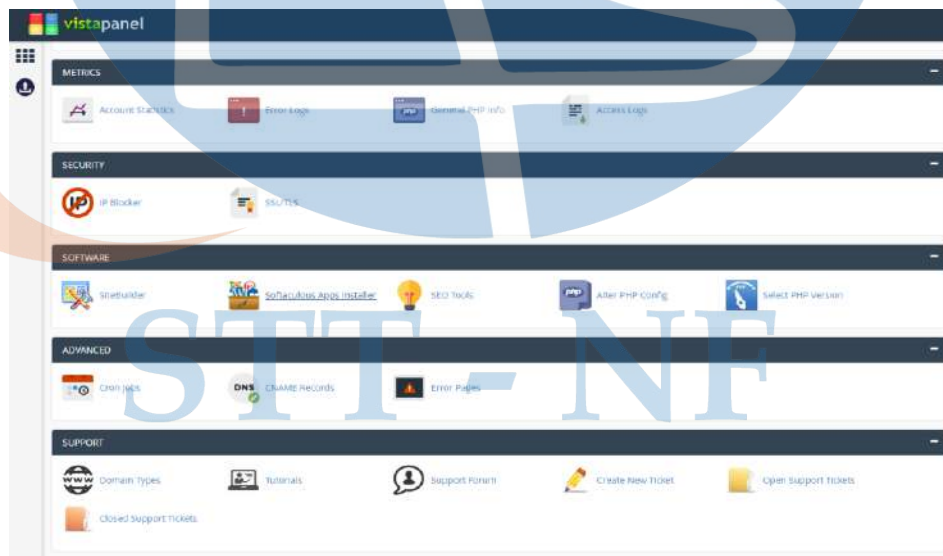 vistapanel
METRICS
Account Statistics
Error Logs
General PHP Info
Access Logs
SECURITY
IP Blocker
SSL/TLS
SOFTWARE
SiteBuilder
Softaculous Apps Installer
SEO Tools
Alter PHP Config
Select PHP Version
ADVANCED
Cron Jobs
DNS
CNAME Records
Error Pages
SUPPORT
Domain Types
Tutorials
Support Forum
Create New Ticket
Open Support Tickets
Closed Support Tickets
STT - NF